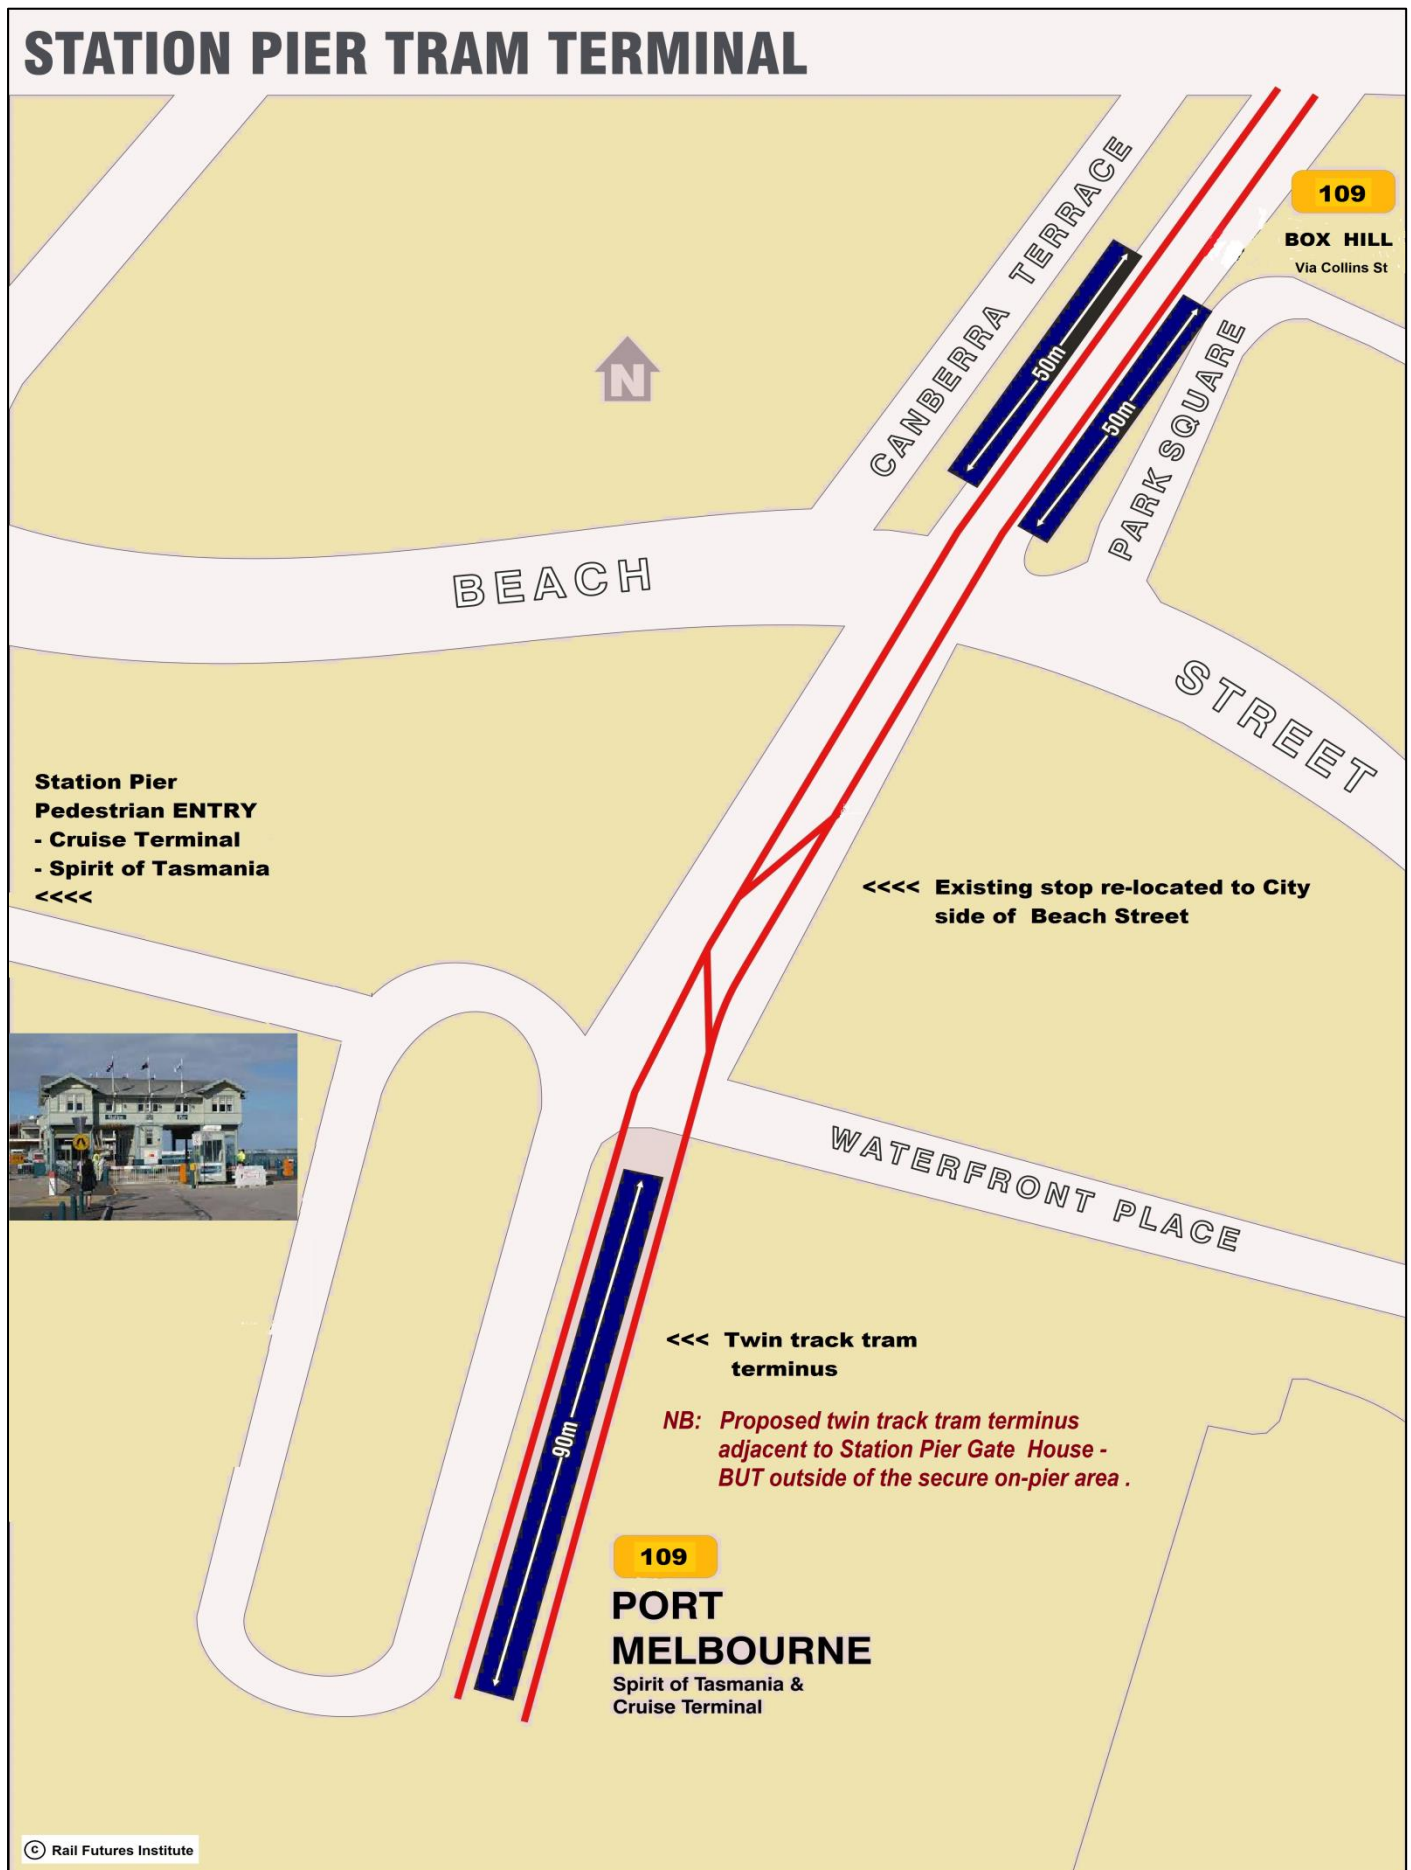 STATION PIER TRAM TERMINAL
109
BOX HILL
Via Collins St
CANBERRA TERRACE
50m
50m
PARK SQUARE
N
BEACH
STREET
Station Pier
Pedestrian ENTRY
- Cruise Terminal
- Spirit of Tasmania
<<<<
<<<< Existing stop re-located to City
side of Beach Street
WATERFRONT PLACE
<<< Twin track tram
terminus
NB: Proposed twin track tram terminus
adjacent to Station Pier Gate House -
BUT outside of the secure on-pier area .
90m
109
PORT
MELBOURNE
Spirit of Tasmania &
Cruise Terminal
© Rail Futures Institute